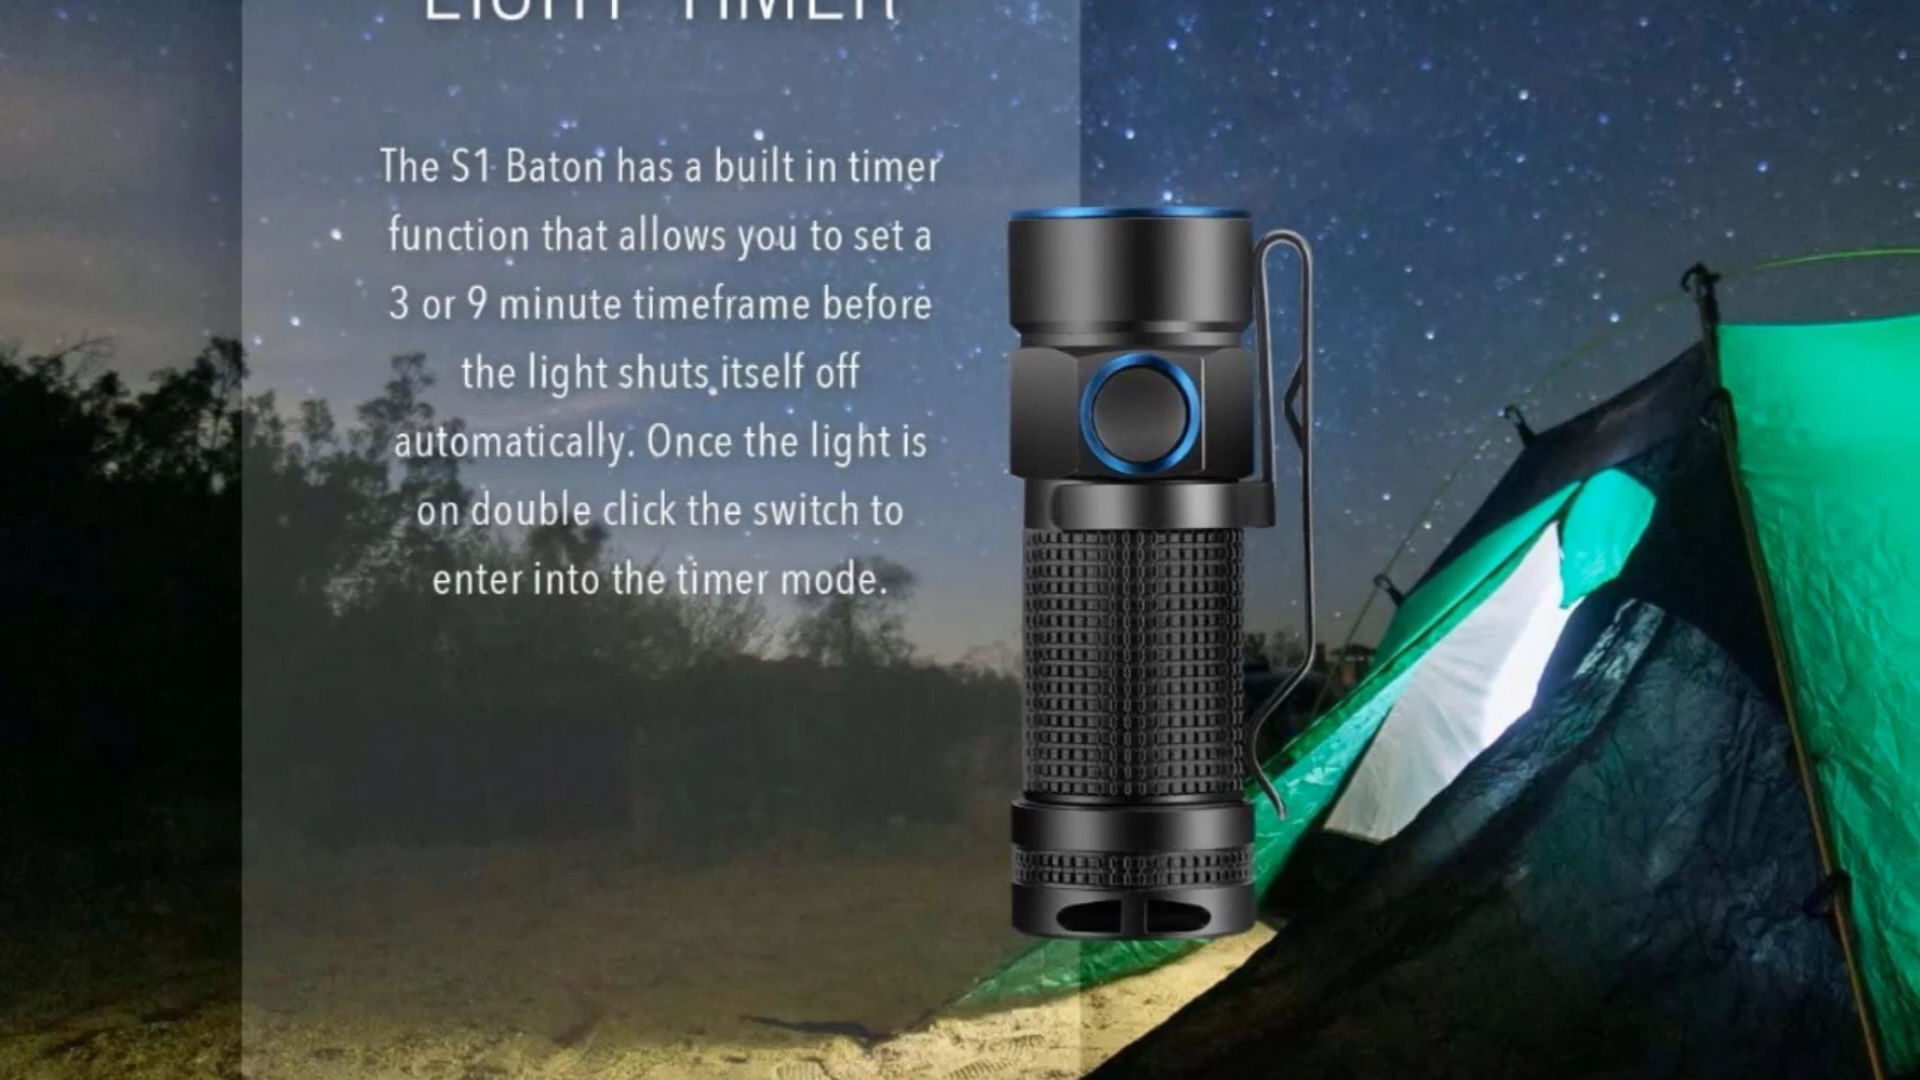 LIGHT TIMER
The S1 Baton has a built in timer
function that allows you to set a
3 or 9 minute timeframe before
the light shuts itself off
automatically. Once the light is
on double click the switch to
enter into the timer mode.